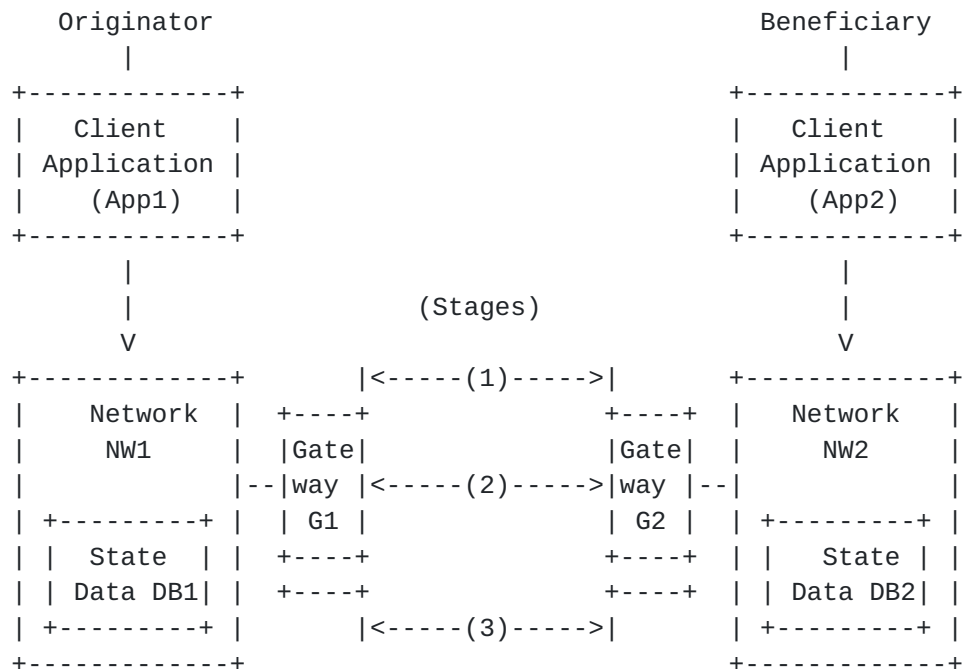 Originator                                   Beneficiary
     |                                              |
+-------------+                              +-------------+
|   Client    |                              |   Client    |
| Application |                              | Application |
|    (App1)   |                              |    (App2)   |
+-------------+                              +-------------+
       |                                             |
       |                  (Stages)                   |
       V                                             V
+-------------+       |<-----(1)----->|      +-------------+
|    Network  |  +----+               +----+ |   Network   |
|     NW1     |  |Gate|               |Gate| |     NW2     |
|             |--|way |<-----(2)----->|way |--|             |
| +---------+ |  | G1 |               | G2 | | +---------+ |
| |  State  | |  +----+               +----+ | |   State | |
| | Data DB1| |  +----+               +----+ | | Data DB2| |
| +---------+ |       |<-----(3)----->|      | +---------+ |
+-------------+                              +-------------+